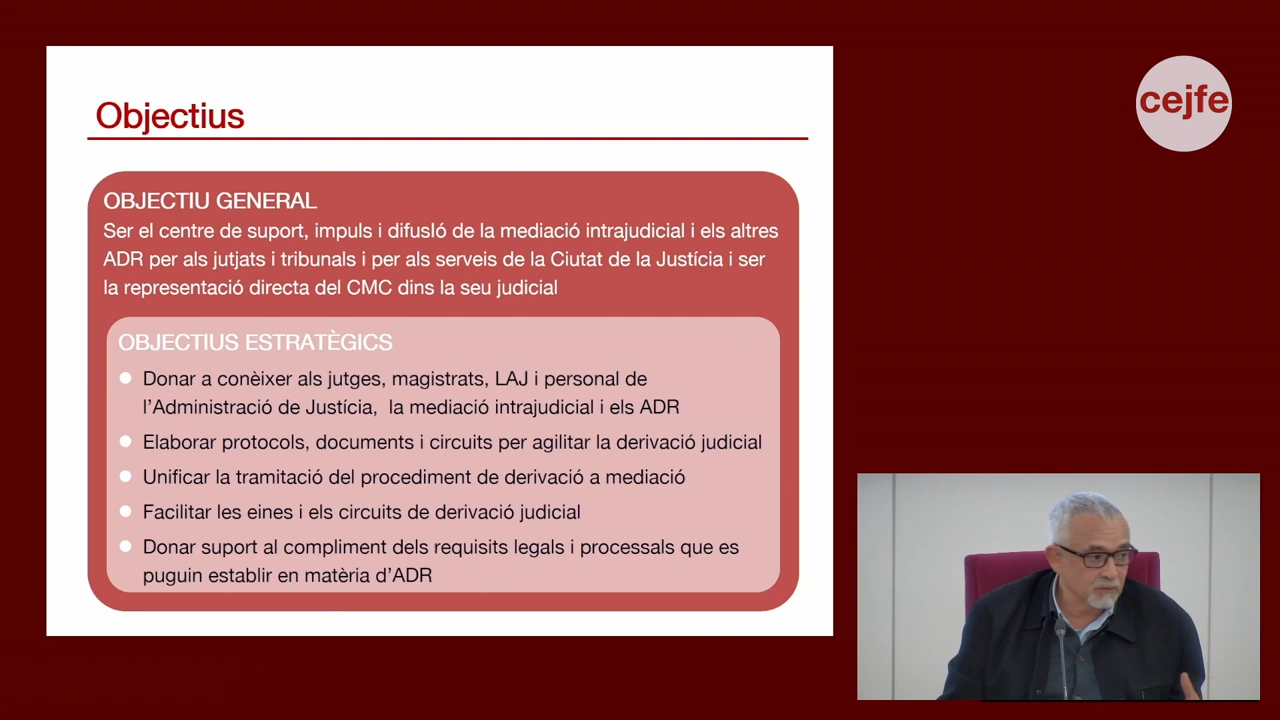 Objectius
cejfe
OBJECTIU GENERAL
Ser el centre de suport, impuls i difusló de la mediació intrajudicial i els altres
ADR per als jutjats i tribunals i per als serveis de la Ciutat de la Justícia i ser
la representació directa del CMC dins la seu judicial
OBJECTIUS ESTRATÈGICS
Donar a conèixer als jutges, magistrats, LAJ i personal de
l’Administració de Justícia, la mediació intrajudicial i els ADR
Elaborar protocols, documents i circuits per agilitar la derivació judicial
Unificar la tramitació del procediment de derivació a mediació
Facilitar les eines i els circuits de derivació judicial
Donar suport al compliment dels requisits legals i processals que es
puguin establir en matèria d’ADR